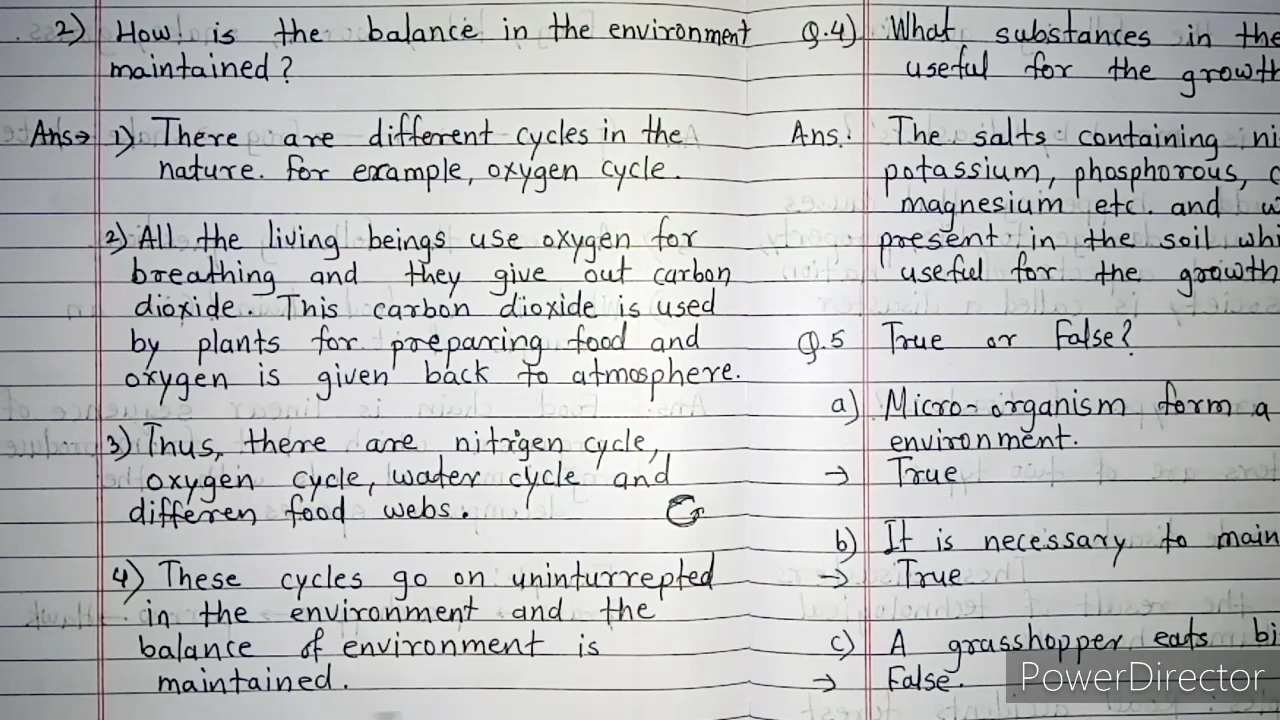 2) How is the balance in the environment
maintained?
Ans→ 1) There are different cycles in the
nature. for example, oxygen cycle.
2) All the living beings use oxygen for
breathing and they give out carbon
dioxide. This carbon dioxide is used
by plants for preparing food and
oxygen is given back to atmosphere.
3) Thus, there are nitrigen cycle,
oxygen cycle, water cycle and
differen food webs.
4) These cycles go on uninturrepted
in the environment and the
balance of environment is
maintained.
Q.4) What substances in the
useful for the growth
Ans: The salts containing
potassium, phosphorous,
magnesium etc. and
present in the soil
useful for the growth
Q.5 True or False?
a) Micro-organism form a
environment.
→ True
b) It is necessary to main
→ True
c) A grasshopper eats bi
→ False.
PowerDirector